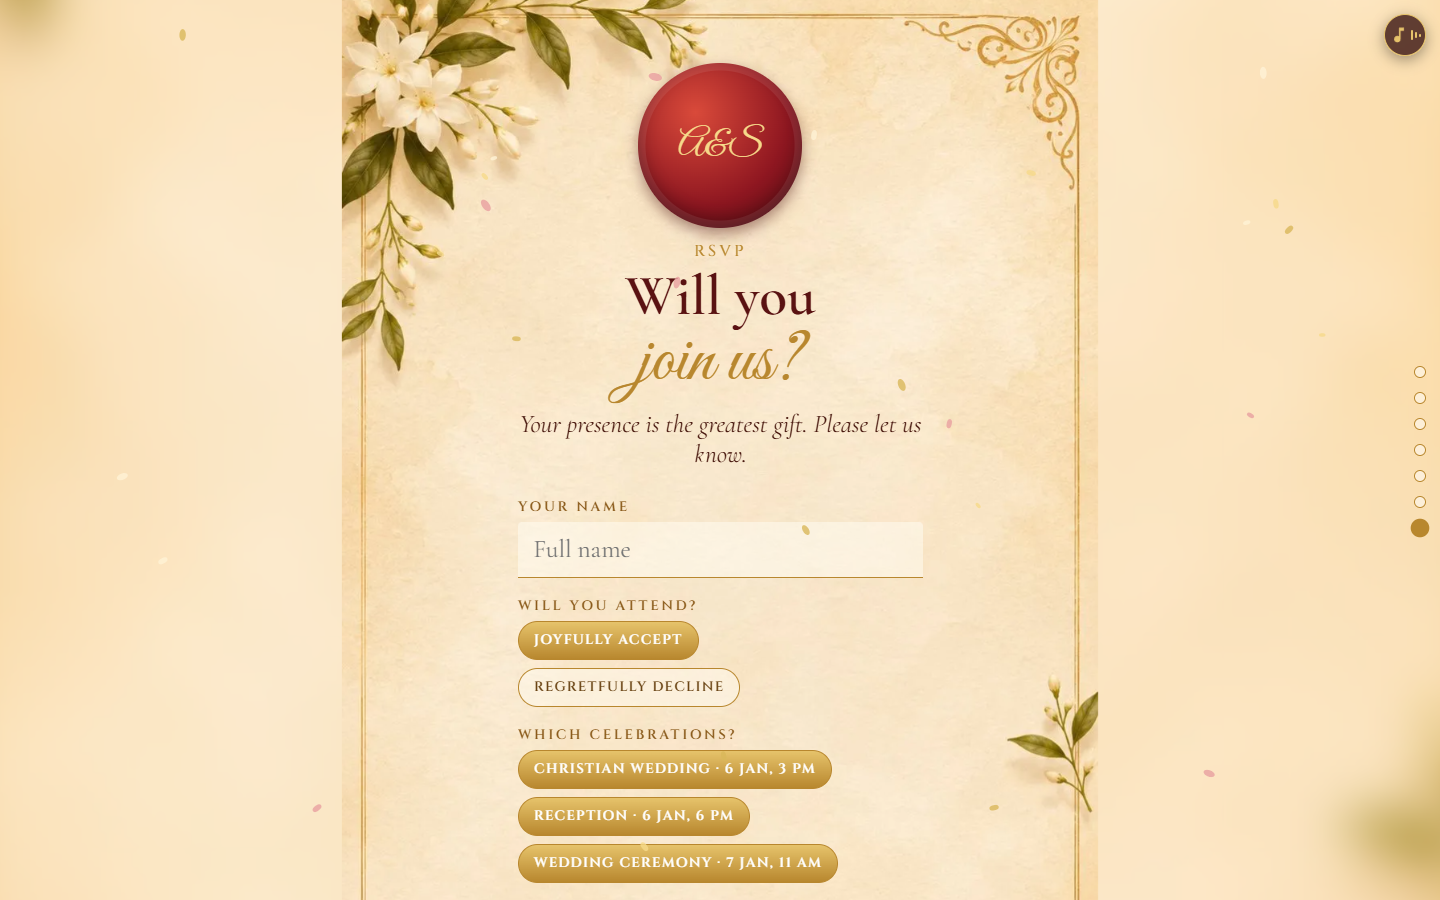 A&S
RSVP
Will you
join us?
Your presence is the greatest gift. Please let us
know.
YOUR NAME
Full name
WILL YOU ATTEND?
JOYFULLY ACCEPT
REGRETFULLY DECLINE
WHICH CELEBRATIONS?
CHRISTIAN WEDDING · 6 JAN, 3 PM
RECEPTION · 6 JAN, 6 PM
WEDDING CEREMONY · 7 JAN, 11 AM